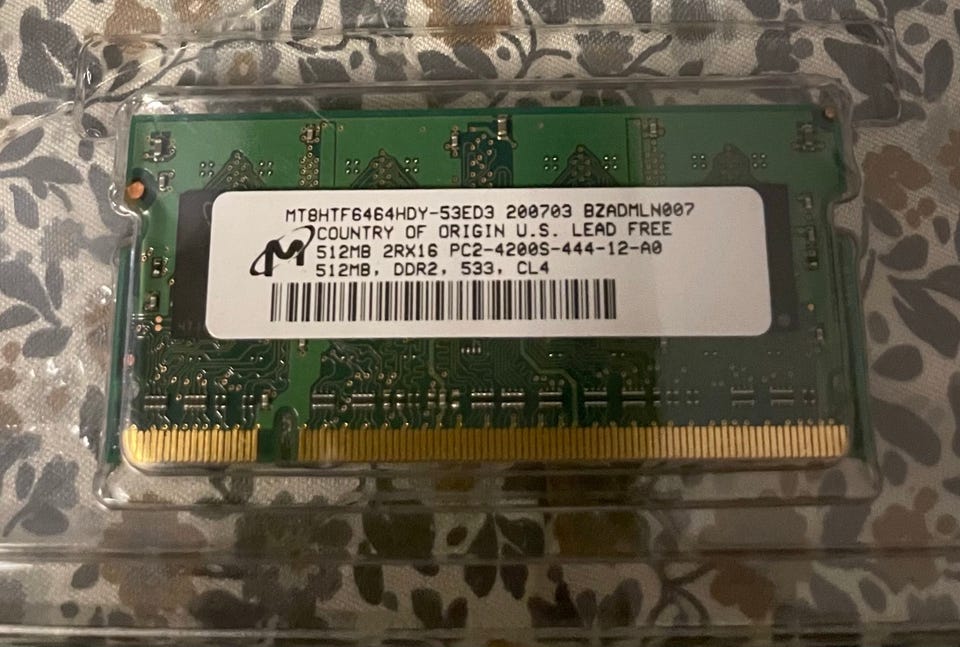 MT8HTF6464HDY-53ED3 200703 BZADMLN007
COUNTRY OF ORIGIN U.S. LEAD FREE
512MB 2RX16 PC2-4200S-444-12-A0
512MB, DDR2, 533, CL4